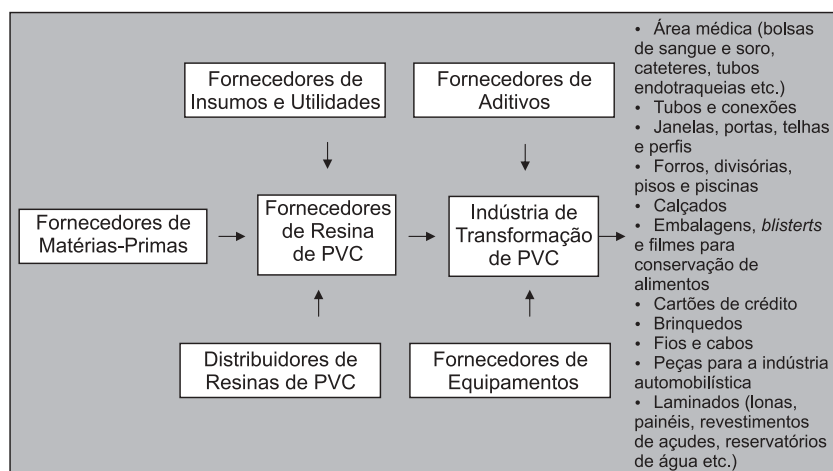 Fornecedores de
Insumos e Utilidades
Fornecedores de
Aditivos
Fornecedores de
Matérias-Primas
Fornecedores
de Resina
de PVC
Indústria de
Transformação
de PVC
Distribuidores de
Resinas de PVC
Fornecedores de
Equipamentos
• Área médica (bolsas
de sangue e soro,
cateteres, tubos
endotraqueias etc.)
• Tubos e conexões
• Janelas, portas, telhas
e perfis
• Forros, divisórias,
pisos e piscinas
• Calçados
• Embalagens, blisterts
e filmes para
conservação de
alimentos
• Cartões de crédito
• Brinquedos
• Fios e cabos
• Peças para a indústria
automobilística
• Laminados (lonas,
painéis, revestimentos
de açudes, reservatórios
de água etc.)